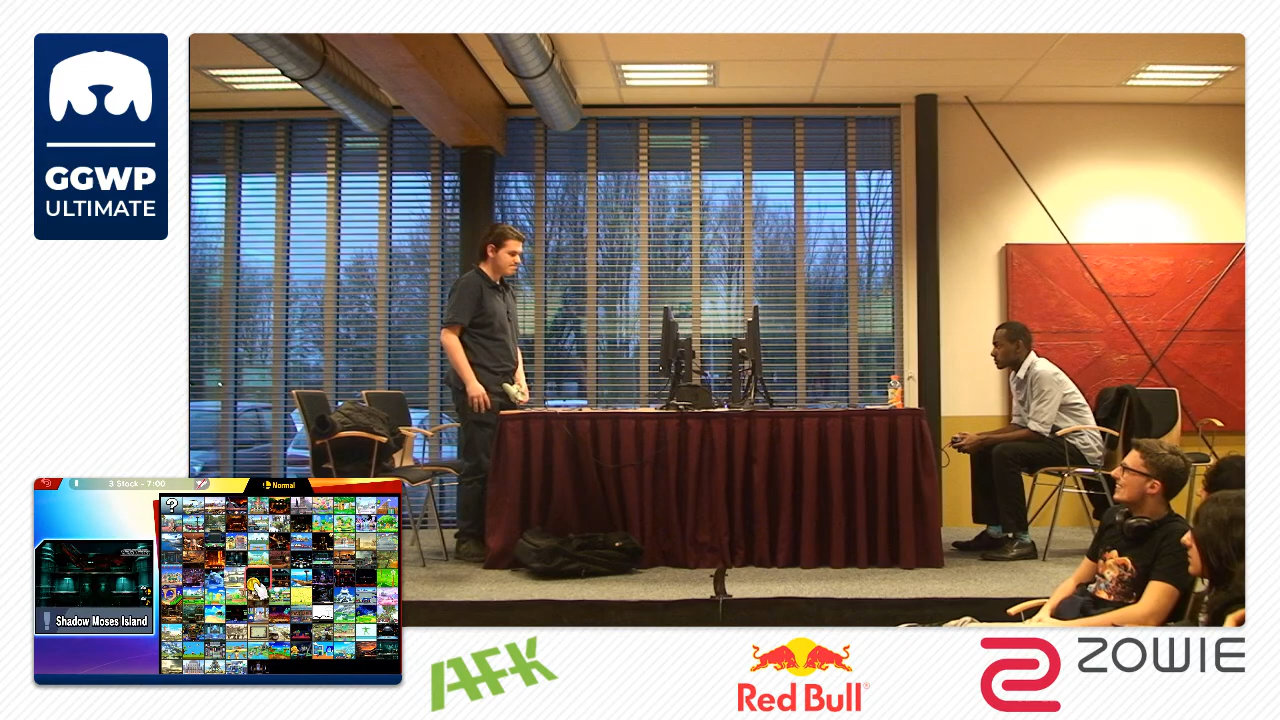 GGWP
ULTIMATE
3 Stock - 7:00
Normal
?
Shadow Moses Island
AFK
Red Bull®
ZOWIE